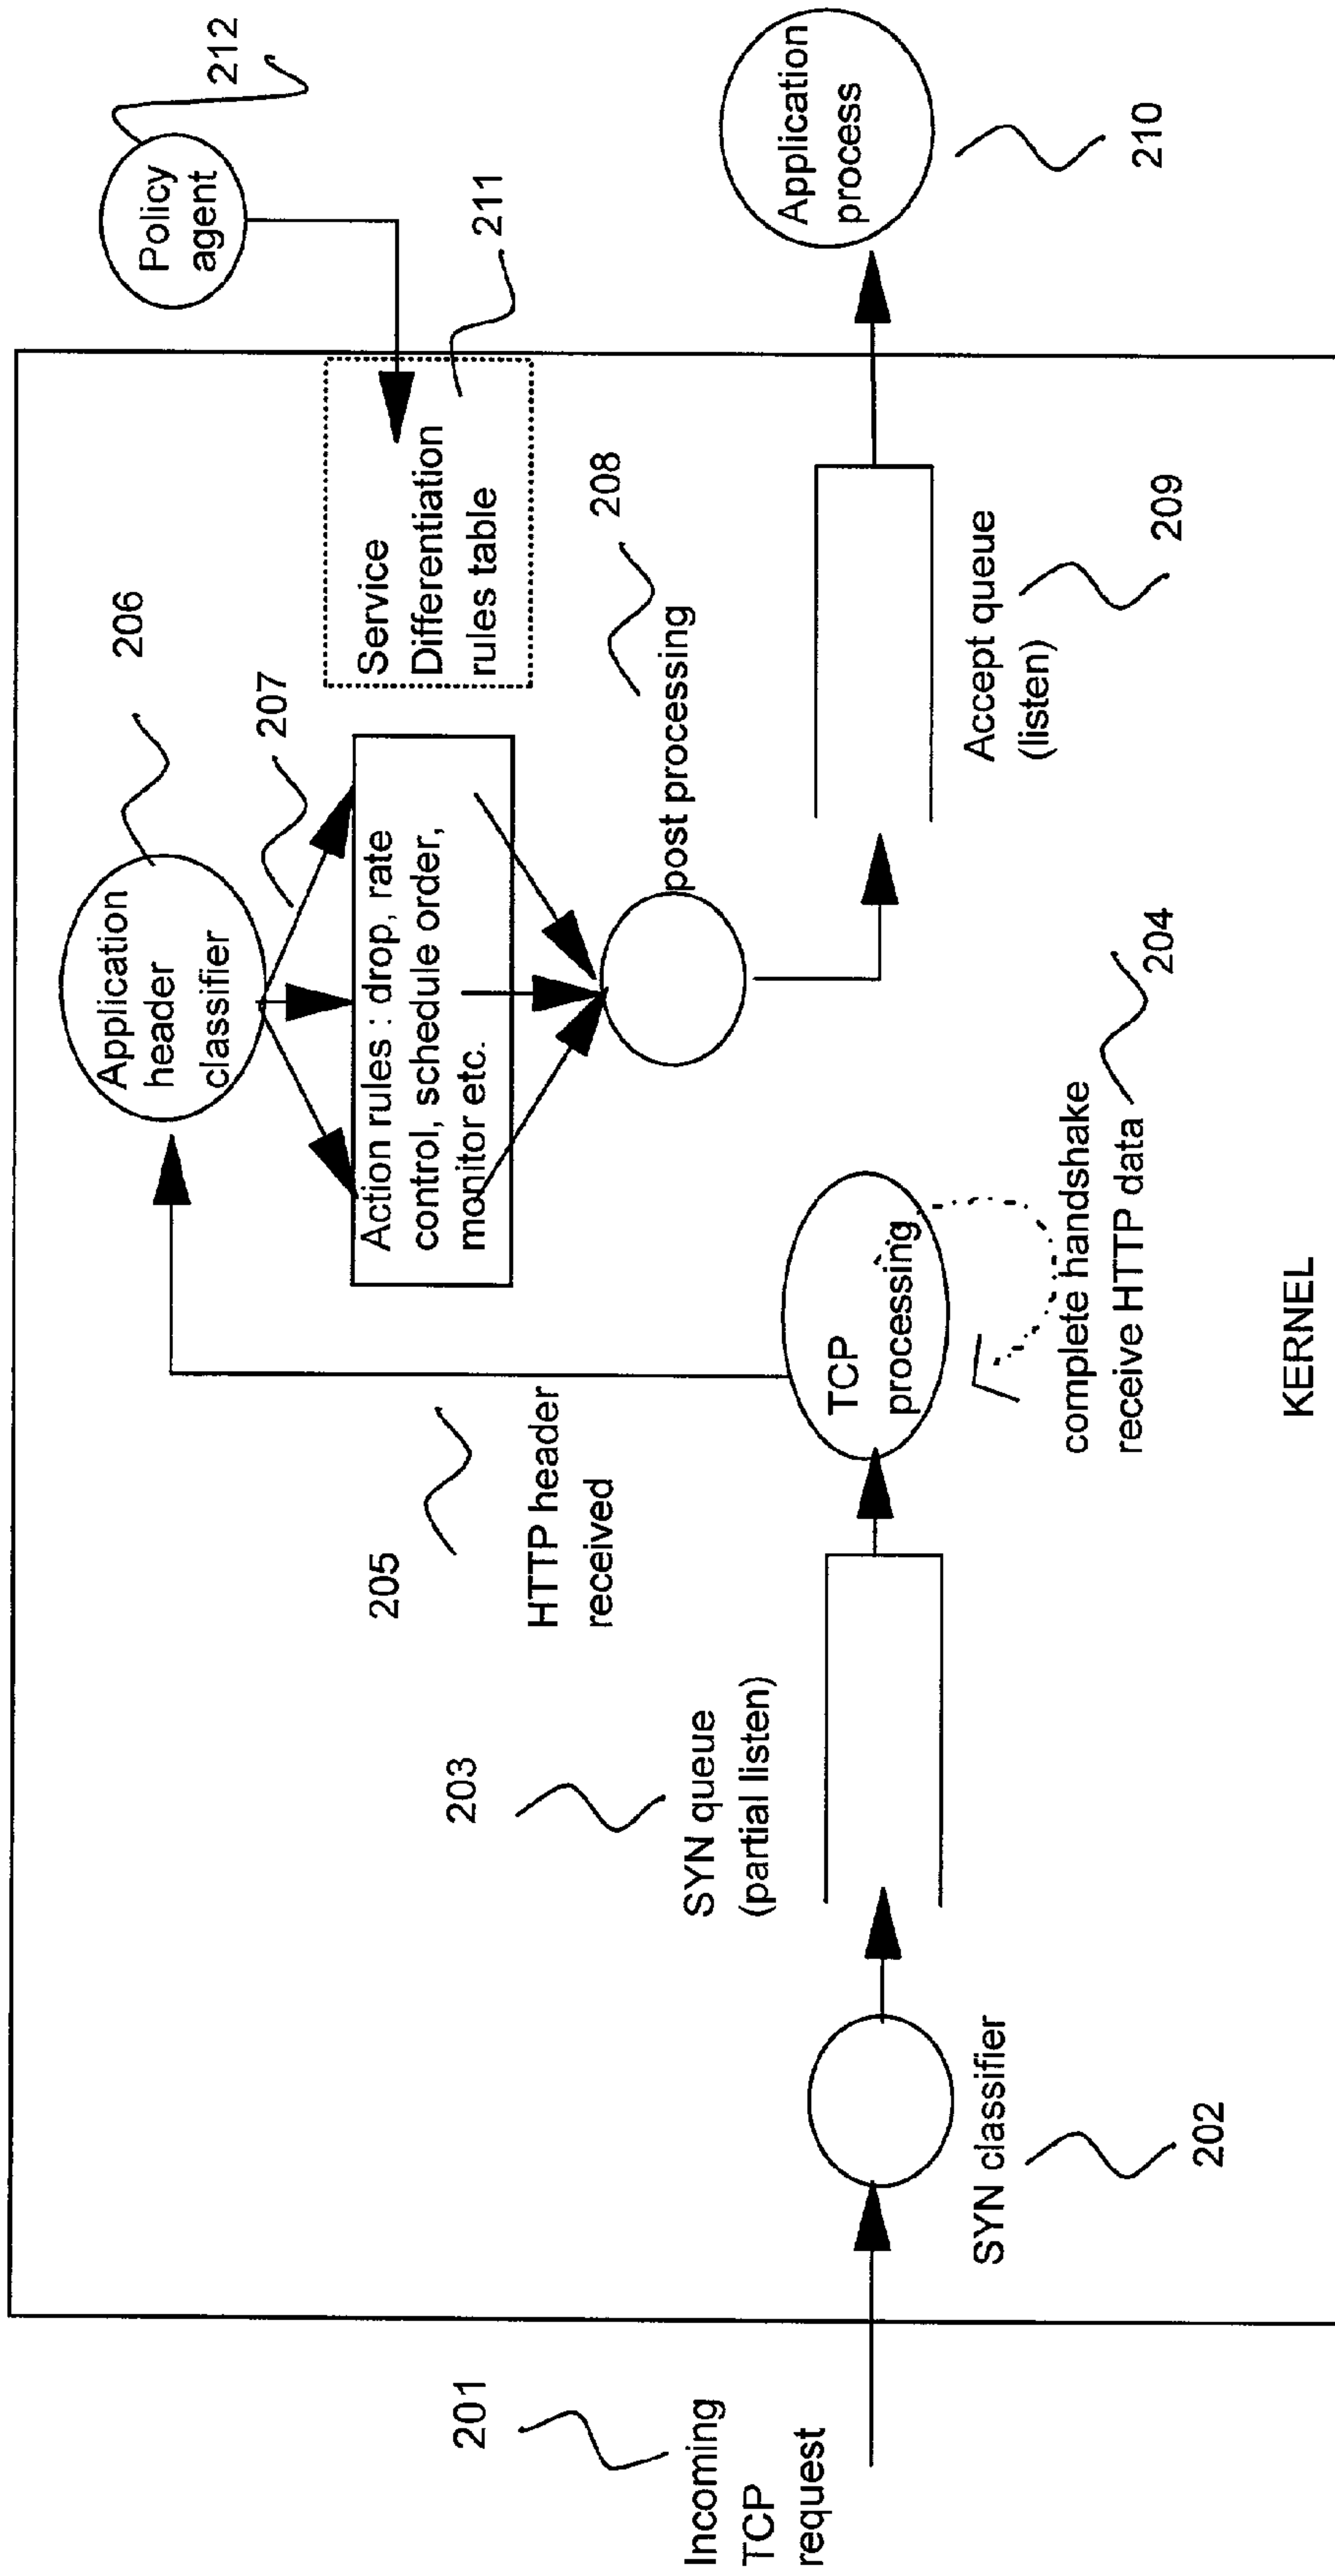 201
Incoming
TCP
request
SYN classifier
202
203
SYN queue
(partial listen)
205
HTTP header
received
TCP
processing
complete handshake
receive HTTP data
204
KERNEL
Application
header
classifier
206
207
Action rules : drop, rate
control, schedule order,
monitor etc.
post processing
208
Service
Differentiation
rules table
211
Policy
agent
212
Accept queue
(listen)
209
Application
process
210